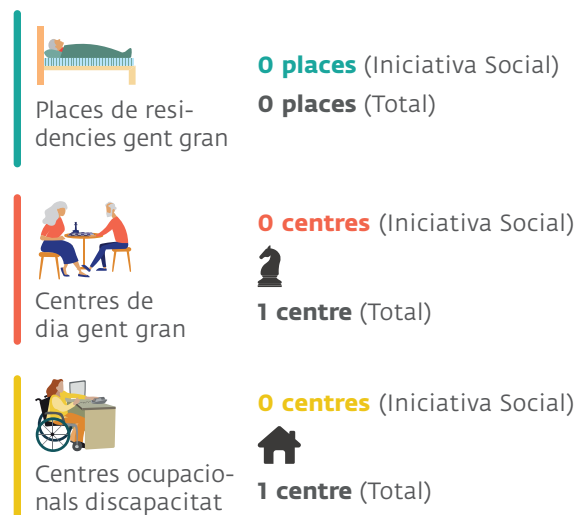 Places de resi-
dencies gent gran
0 places (Iniciativa Social)
0 places (Total)
Centres de
dia gent gran
0 centres (Iniciativa Social)
1 centre (Total)
Centres ocupacio-
nals discapacitat
0 centres (Iniciativa Social)
1 centre (Total)